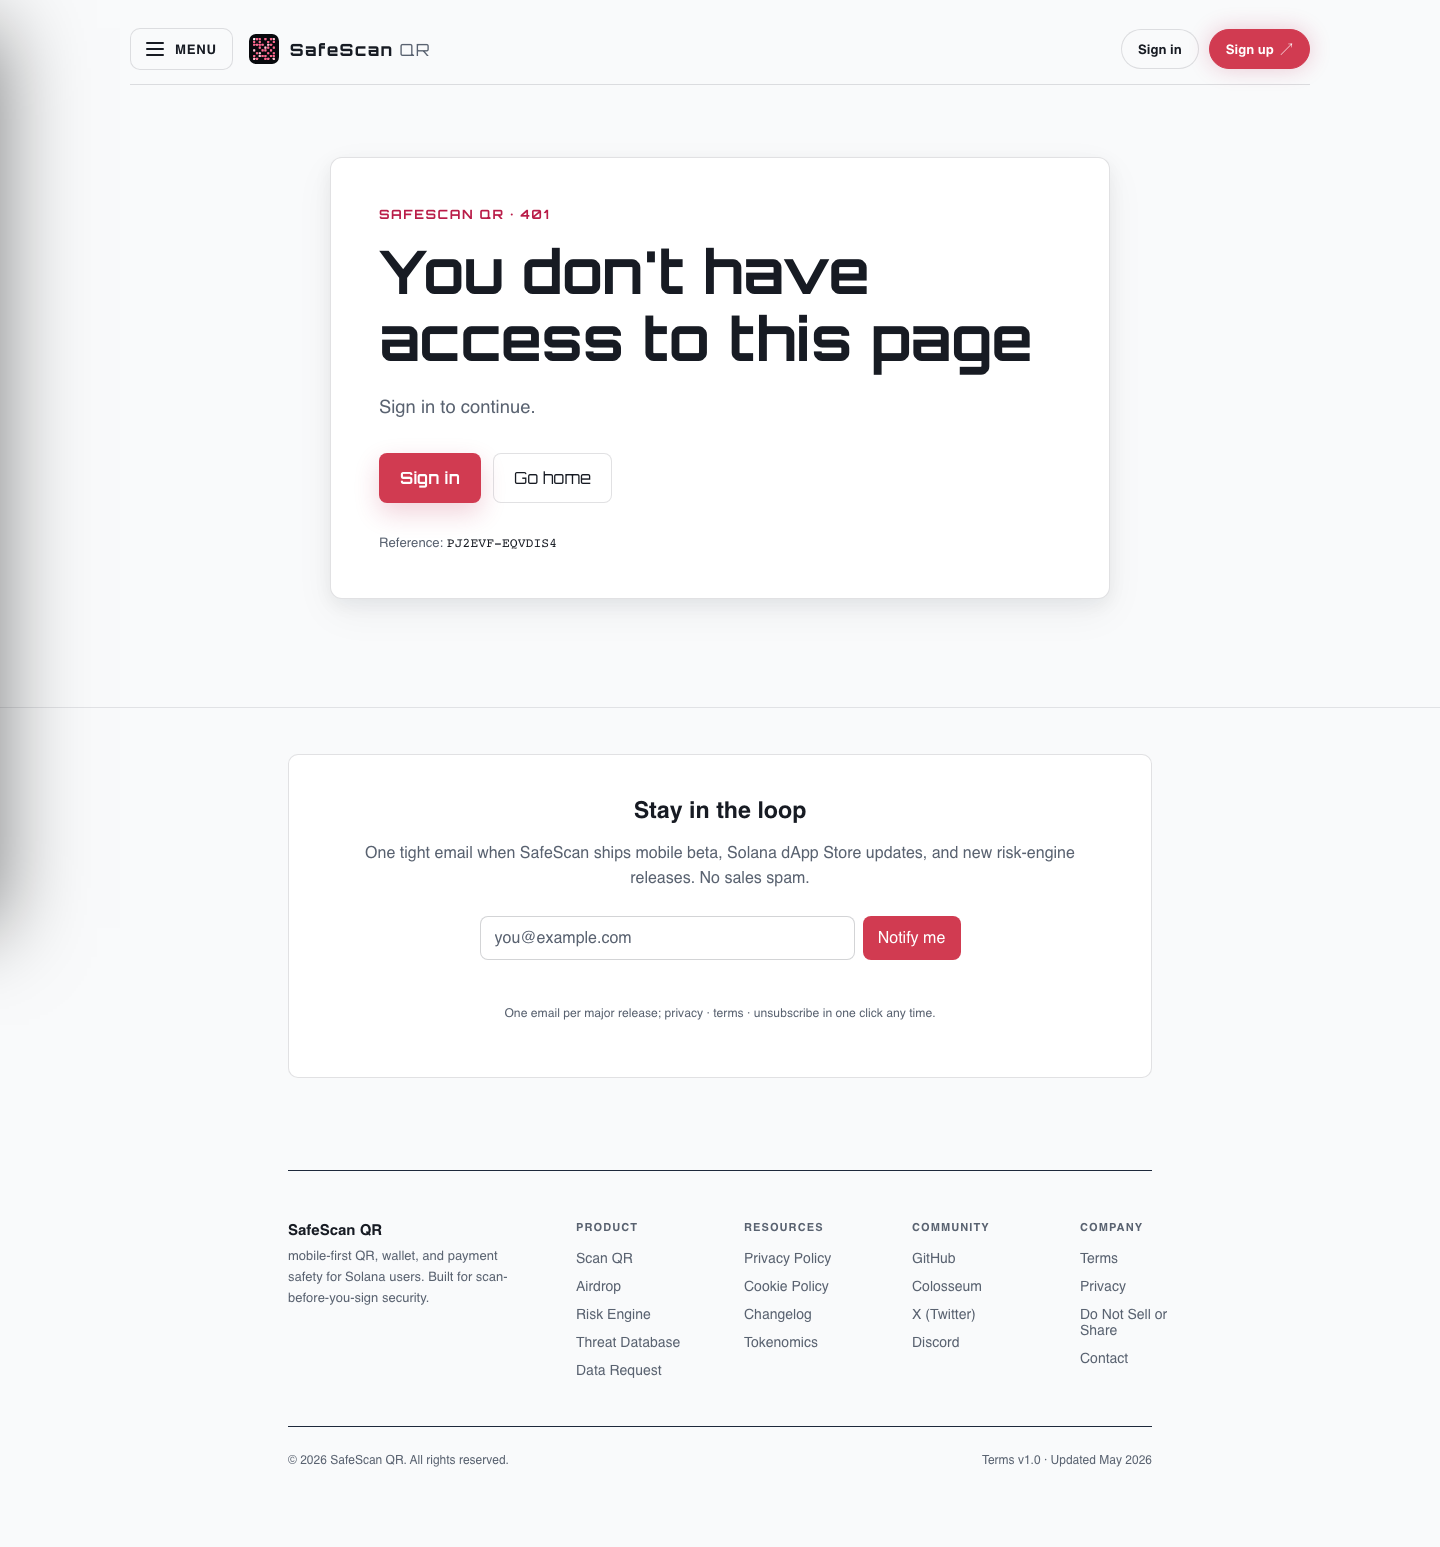 MENU
SafeScan QR
Sign in
Sign up ↗
SAFESCAN QR · 401
You don't have
access to this page
Sign in to continue.
Sign in
Go home
Reference: PJ2EVF-EQVDIS4
Stay in the loop
One tight email when SafeScan ships mobile beta, Solana dApp Store updates, and new risk-engine
releases. No sales spam.
you@example.com
Notify me
One email per major release; privacy · terms · unsubscribe in one click any time.
SafeScan QR
mobile-first QR, wallet, and payment
safety for Solana users. Built for scan-
before-you-sign security.
PRODUCT
Scan QR
Airdrop
Risk Engine
Threat Database
Data Request
RESOURCES
Privacy Policy
Cookie Policy
Changelog
Tokenomics
COMMUNITY
GitHub
Colosseum
X (Twitter)
Discord
COMPANY
Terms
Privacy
Do Not Sell or
Share
Contact
© 2026 SafeScan QR. All rights reserved.
Terms v1.0 · Updated May 2026